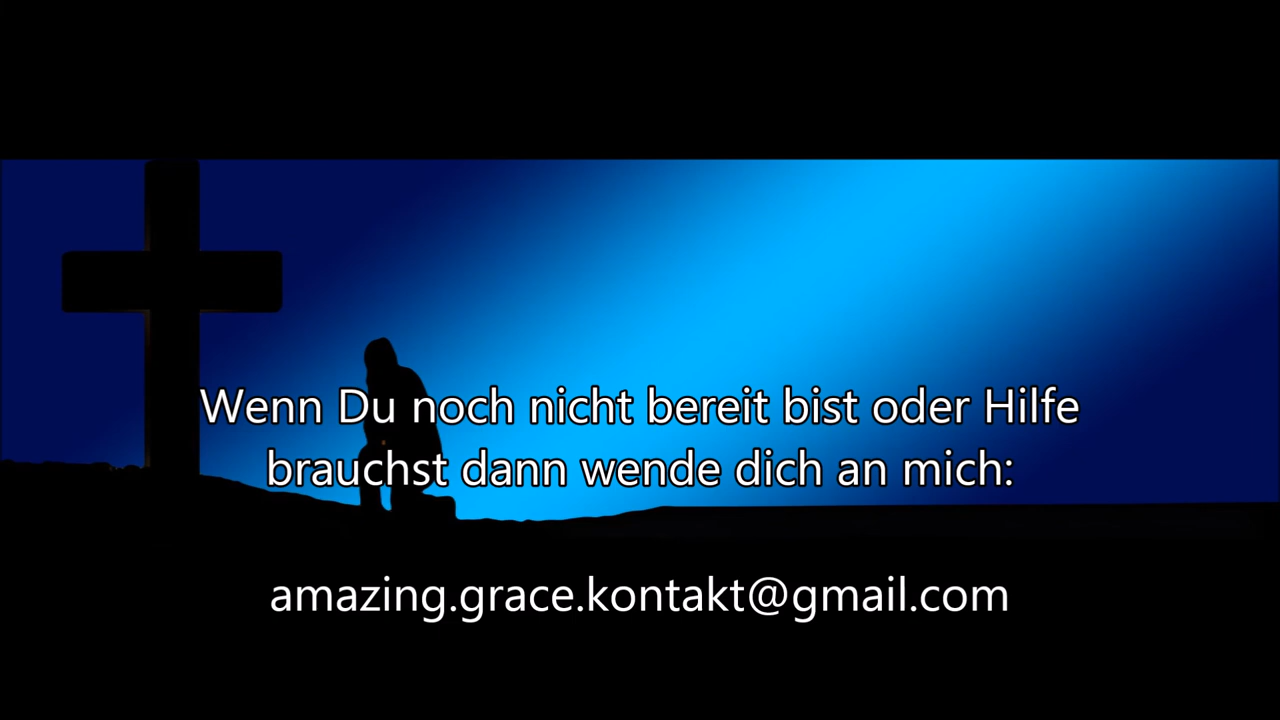 Wenn Du noch nicht bereit bist oder Hilfe
brauchst dann wende dich an mich:
amazing.grace.kontakt@gmail.com